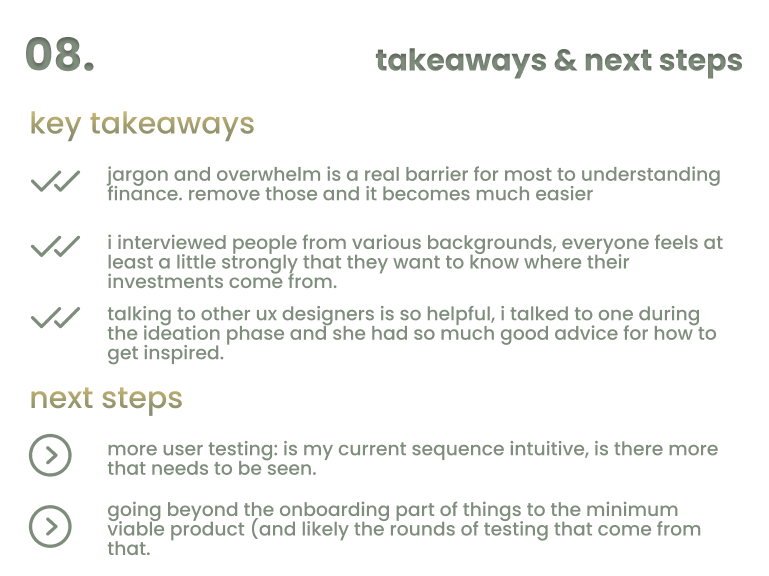 08.
takeaways & next steps
key takeaways
jargon and overwhelm is a real barrier for most to understanding
finance. remove those and it becomes much easier
i interviewed people from various backgrounds, everyone feels at
least a little strongly that they want to know where their
investments come from.
talking to other ux designers is so helpful, i talked to one during
the ideation phase and she had so much good advice for how to
get inspired.
next steps
more user testing: is my current sequence intuitive, is there more
that needs to be seen.
going beyond the onboarding part of things to the minimum
viable product (and likely the rounds of testing that come from
that.